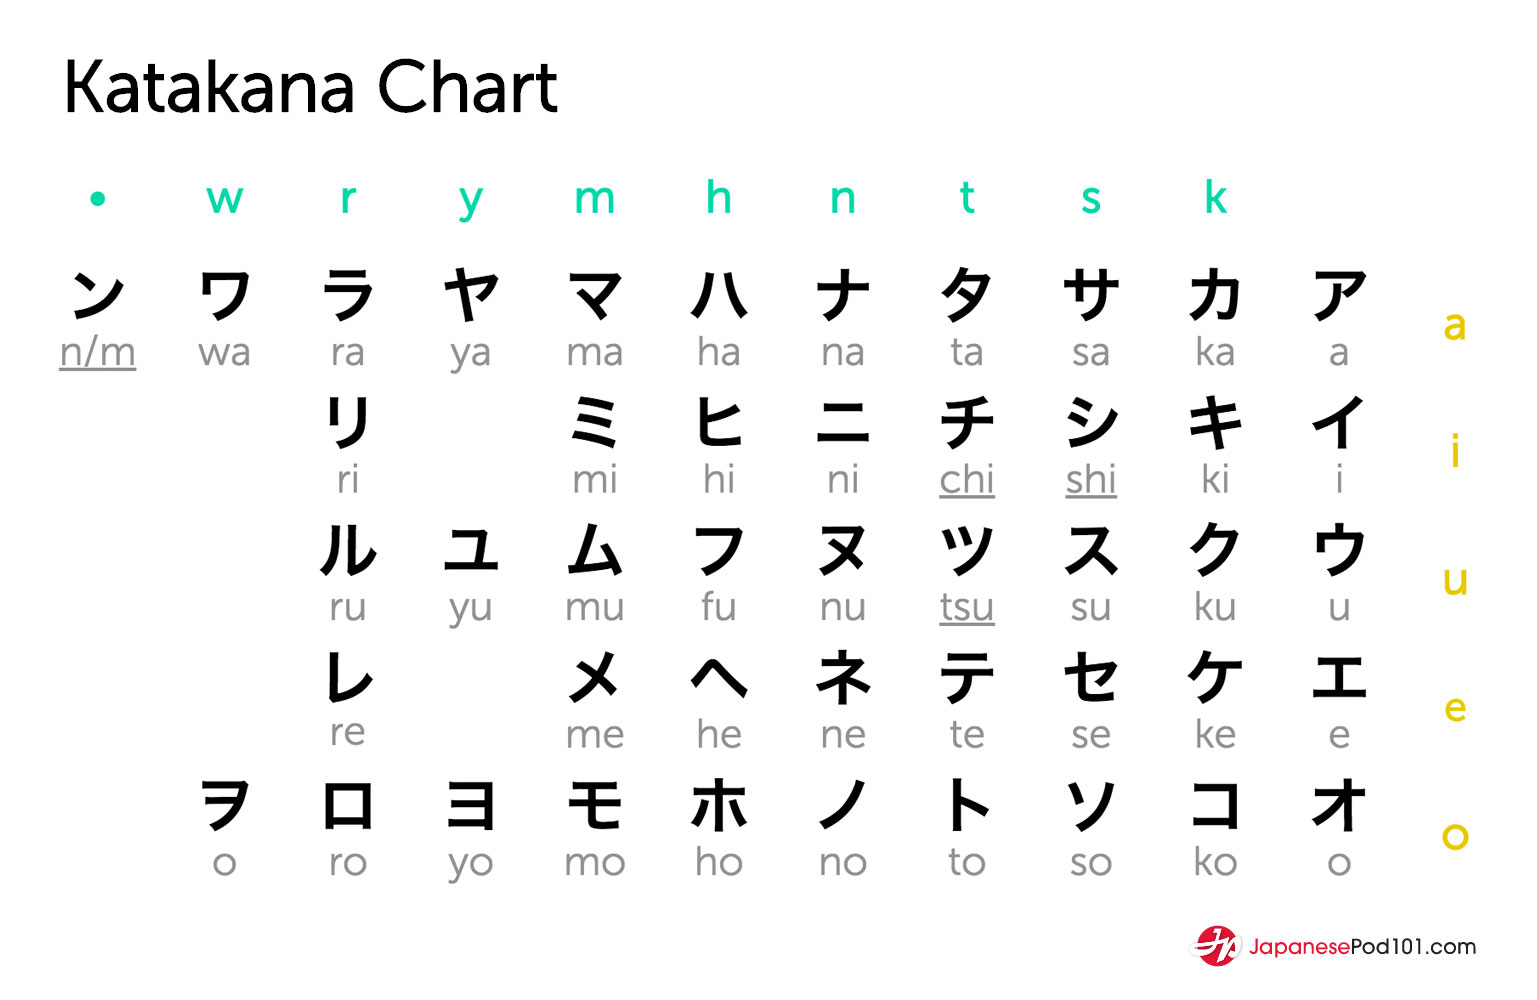 Katakana Chart
• w r y m h n t s k
ン ワ ラ ヤ マ ハ ナ タ サ カ ア
a
n/m wa ra ya ma ha na ta sa ka a
リ ミ ヒ ニ チ シ キ イ
i
ri mi hi ni chi shi ki i
ル ユ ム フ ヌ ツ ス ク ウ
u
ru yu mu fu nu tsu su ku u
レ メ ヘ ネ テ セ ケ エ
e
re me he ne te se ke e
ヲ ロ ヨ モ ホ ノ ト ソ コ オ
o
o ro yo mo ho no to so ko o
JapanesePod101.com